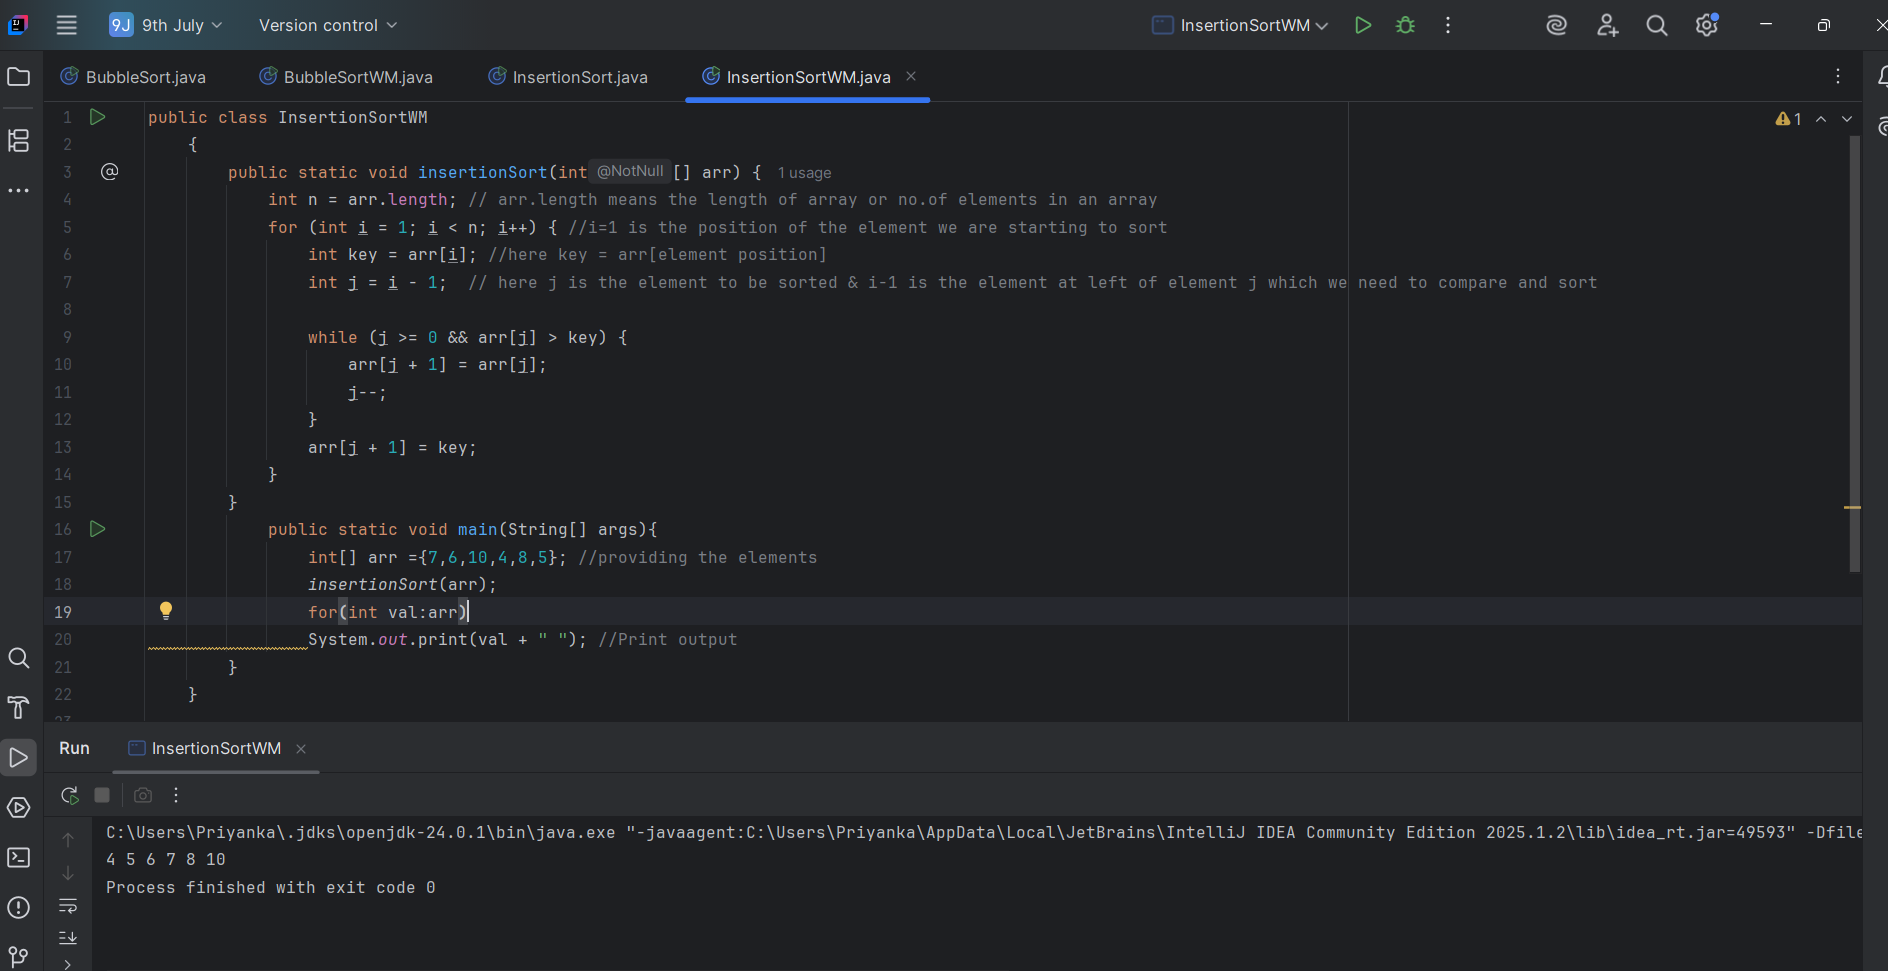 9J 9th July Version control InsertionSortWM
BubbleSort.java BubbleSortWM.java InsertionSort.java InsertionSortWM.java
1 public class InsertionSortWM
1
2 {
3 @ public static void insertionSort(int @NotNull [] arr) { 1 usage
4 int n = arr.length; // arr.length means the length of array or no.of elements in an array
5 for (int i = 1; i < n; i++) { //i=1 is the position of the element we are starting to sort
6 int key = arr[i]; //here key = arr[element position]
7 int j = i - 1;  // here j is the element to be sorted & i-1 is the element at left of element j which we need to compare and sort
8
9 while (j >= 0 && arr[j] > key) {
10 arr[j + 1] = arr[j];
11 j--;
12 }
13 arr[j + 1] = key;
14 }
15 }
16 public static void main(String[] args){
17 int[] arr ={7,6,10,4,8,5}; //providing the elements
18 insertionSort(arr);
19 for(int val:arr)
20 System.out.print(val + " "); //Print output
21 }
22 }
23
Run InsertionSortWM
C:\Users\Priyanka\.jdks\openjdk-24.0.1\bin\java.exe "-javaagent:C:\Users\Priyanka\AppData\Local\JetBrains\IntelliJ IDEA Community Edition 2025.1.2\lib\idea_rt.jar=49593" -Dfile
4 5 6 7 8 10
Process finished with exit code 0